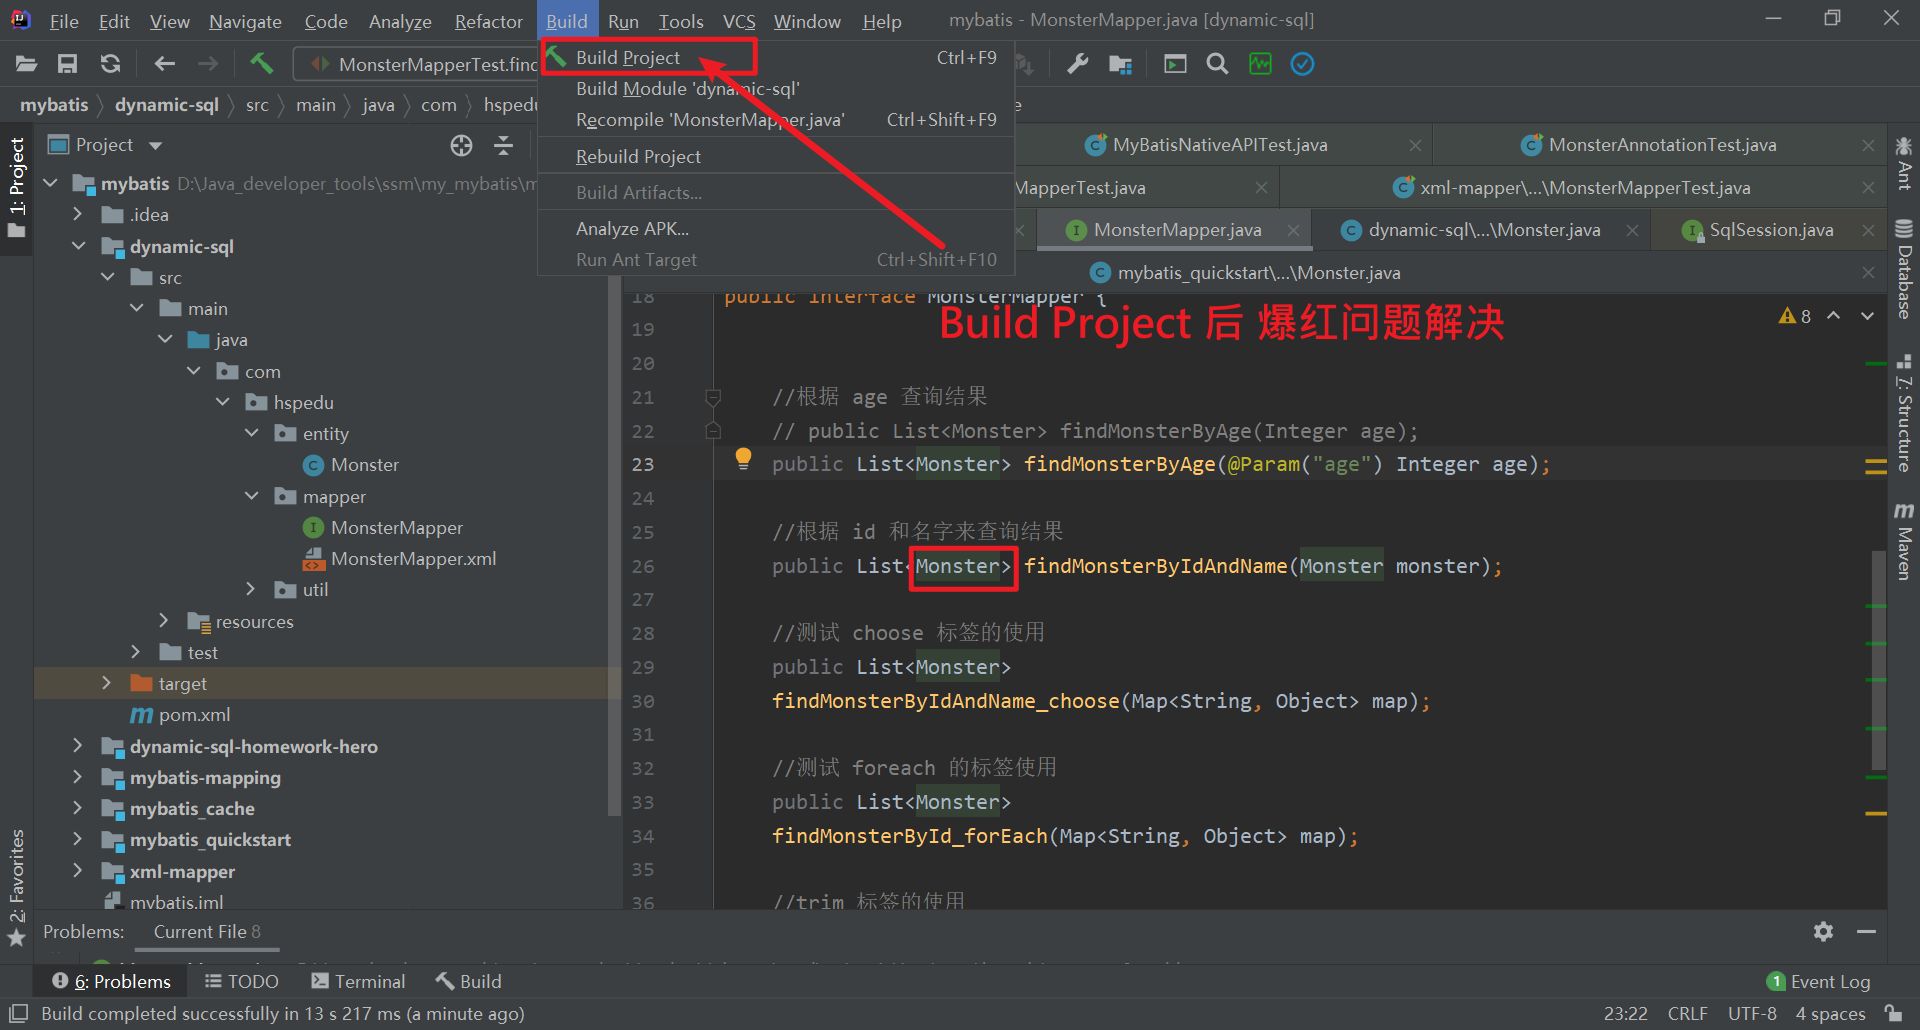 File Edit View Navigate Code Analyze Refactor Build Run Tools VCS Window Help mybatis - MonsterMapper.java [dynamic-sql]
MonsterMapperTest.find
mybatis dynamic-sql src main java com hspedu
Build Project Ctrl+F9
Build Module 'dynamic-sql'
Recompile 'MonsterMapper.java' Ctrl+Shift+F9
Rebuild Project
Build Artifacts...
Analyze APK...
Run Ant Target Ctrl+Shift+F10
1: Project
2: Favorites
Project
mybatis D:\Java_developer_tools\ssm\my_mybatis\m
.idea
dynamic-sql
src
main
java
com
hspedu
entity
Monster
mapper
MonsterMapper
MonsterMapper.xml
util
resources
test
target
pom.xml
dynamic-sql-homework-hero
mybatis-mapping
mybatis_cache
mybatis_quickstart
xml-mapper
mybatis.iml
MyBatisNativeAPITest.java MonsterAnnotationTest.java
MapperTest.java xml-mapper\...\MonsterMapperTest.java
MonsterMapper.java dynamic-sql\...\Monster.java SqlSession.java
mybatis_quickstart\...\Monster.java
18 public interface MonsterMapper {
Build Project 后 爆红问题解决
8
19
20
21 //根据 age 查询结果
22 // public List<Monster> findMonsterByAge(Integer age);
23 public List<Monster> findMonsterByAge(@Param("age") Integer age);
24
25 //根据 id 和名字来查询结果
26 public List<Monster> findMonsterByIdAndName(Monster monster);
27
28 //测试 choose 标签的使用
29 public List<Monster>
30 findMonsterByIdAndName_choose(Map<String, Object> map);
31
32 //测试 foreach 的标签使用
33 public List<Monster>
34 findMonsterById_forEach(Map<String, Object> map);
35
36 //trim 标签的使用
Ant
Database
7: Structure
Maven
Problems: Current File 8
6: Problems TODO Terminal Build 1 Event Log
Build completed successfully in 13 s 217 ms (a minute ago) 23:22 CRLF UTF-8 4 spaces